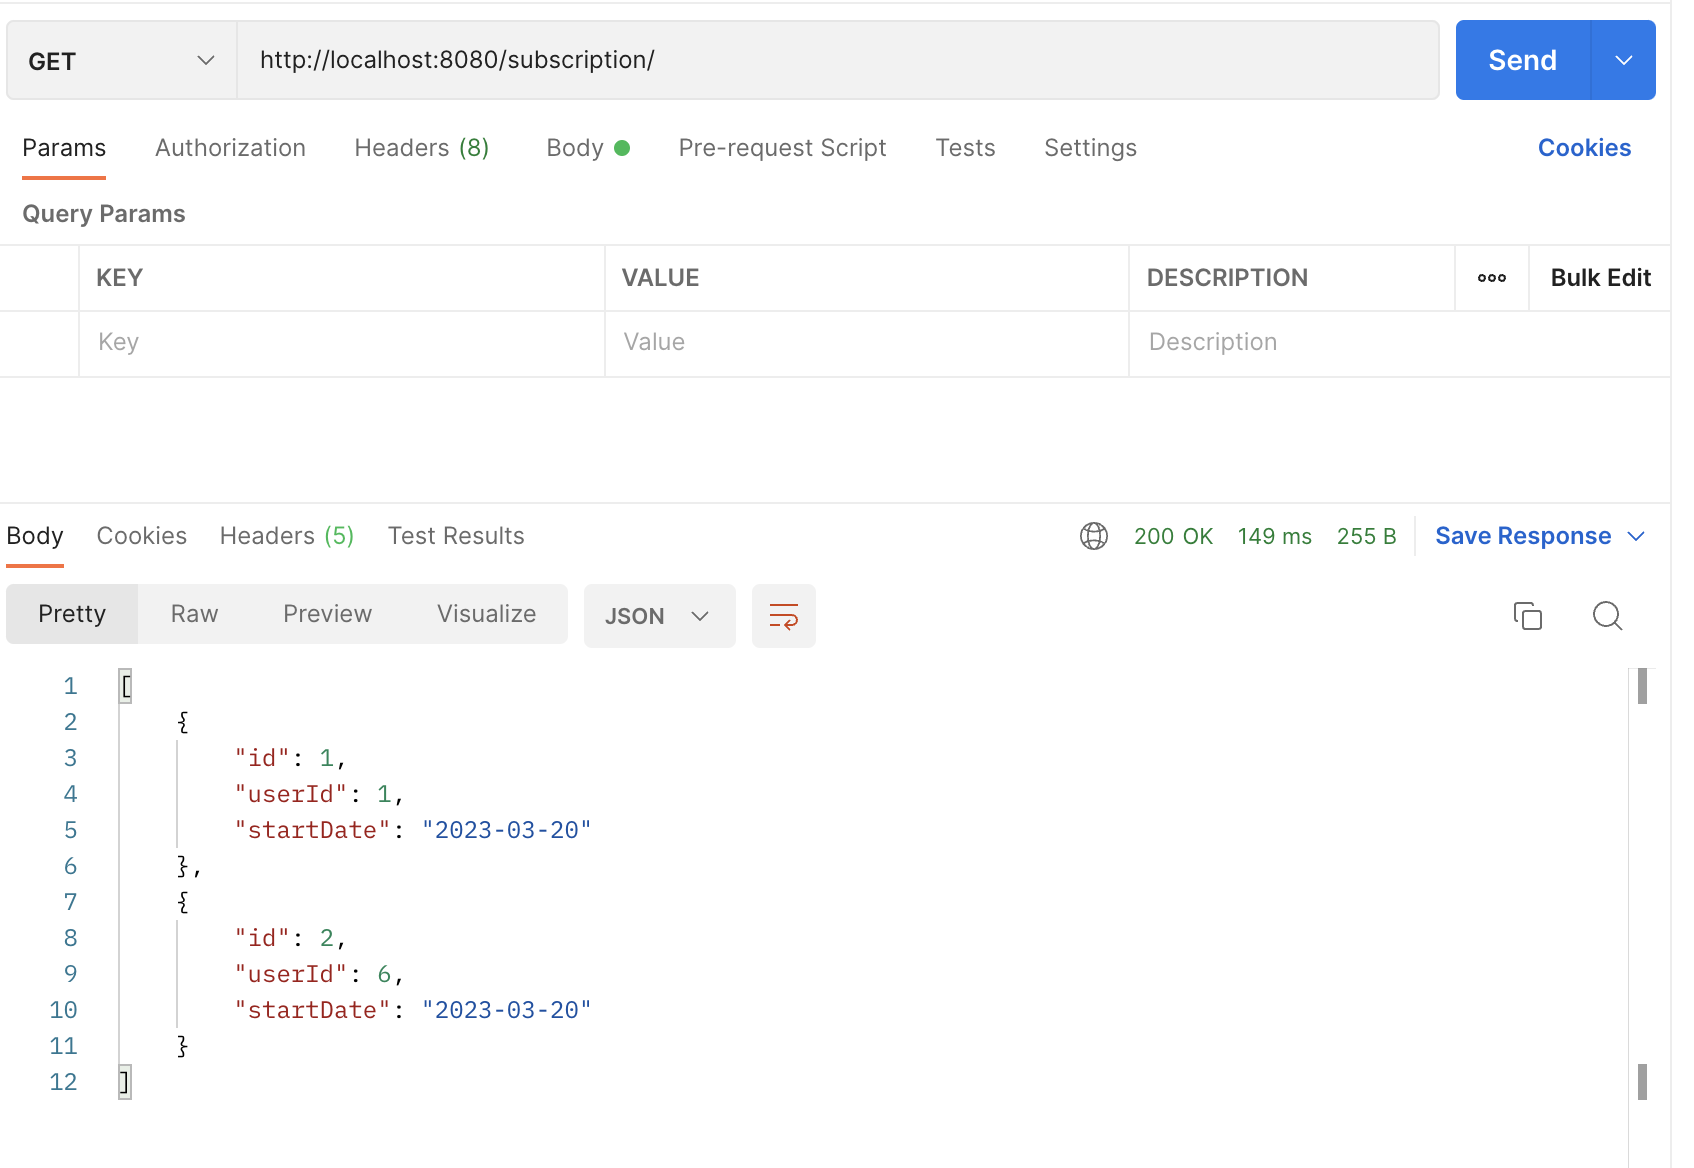 GET http://localhost:8080/subscription/ Send
Params Authorization Headers (8) Body Pre-request Script Tests Settings Cookies
Query Params
KEY VALUE DESCRIPTION Bulk Edit
Key Value Description
Body Cookies Headers (5) Test Results 200 OK 149 ms 255 B Save Response
Pretty Raw Preview Visualize JSON
1 [
2 {
3 "id": 1,
4 "userId": 1,
5 "startDate": "2023-03-20"
6 },
7 {
8 "id": 2,
9 "userId": 6,
10 "startDate": "2023-03-20"
11 }
12 ]